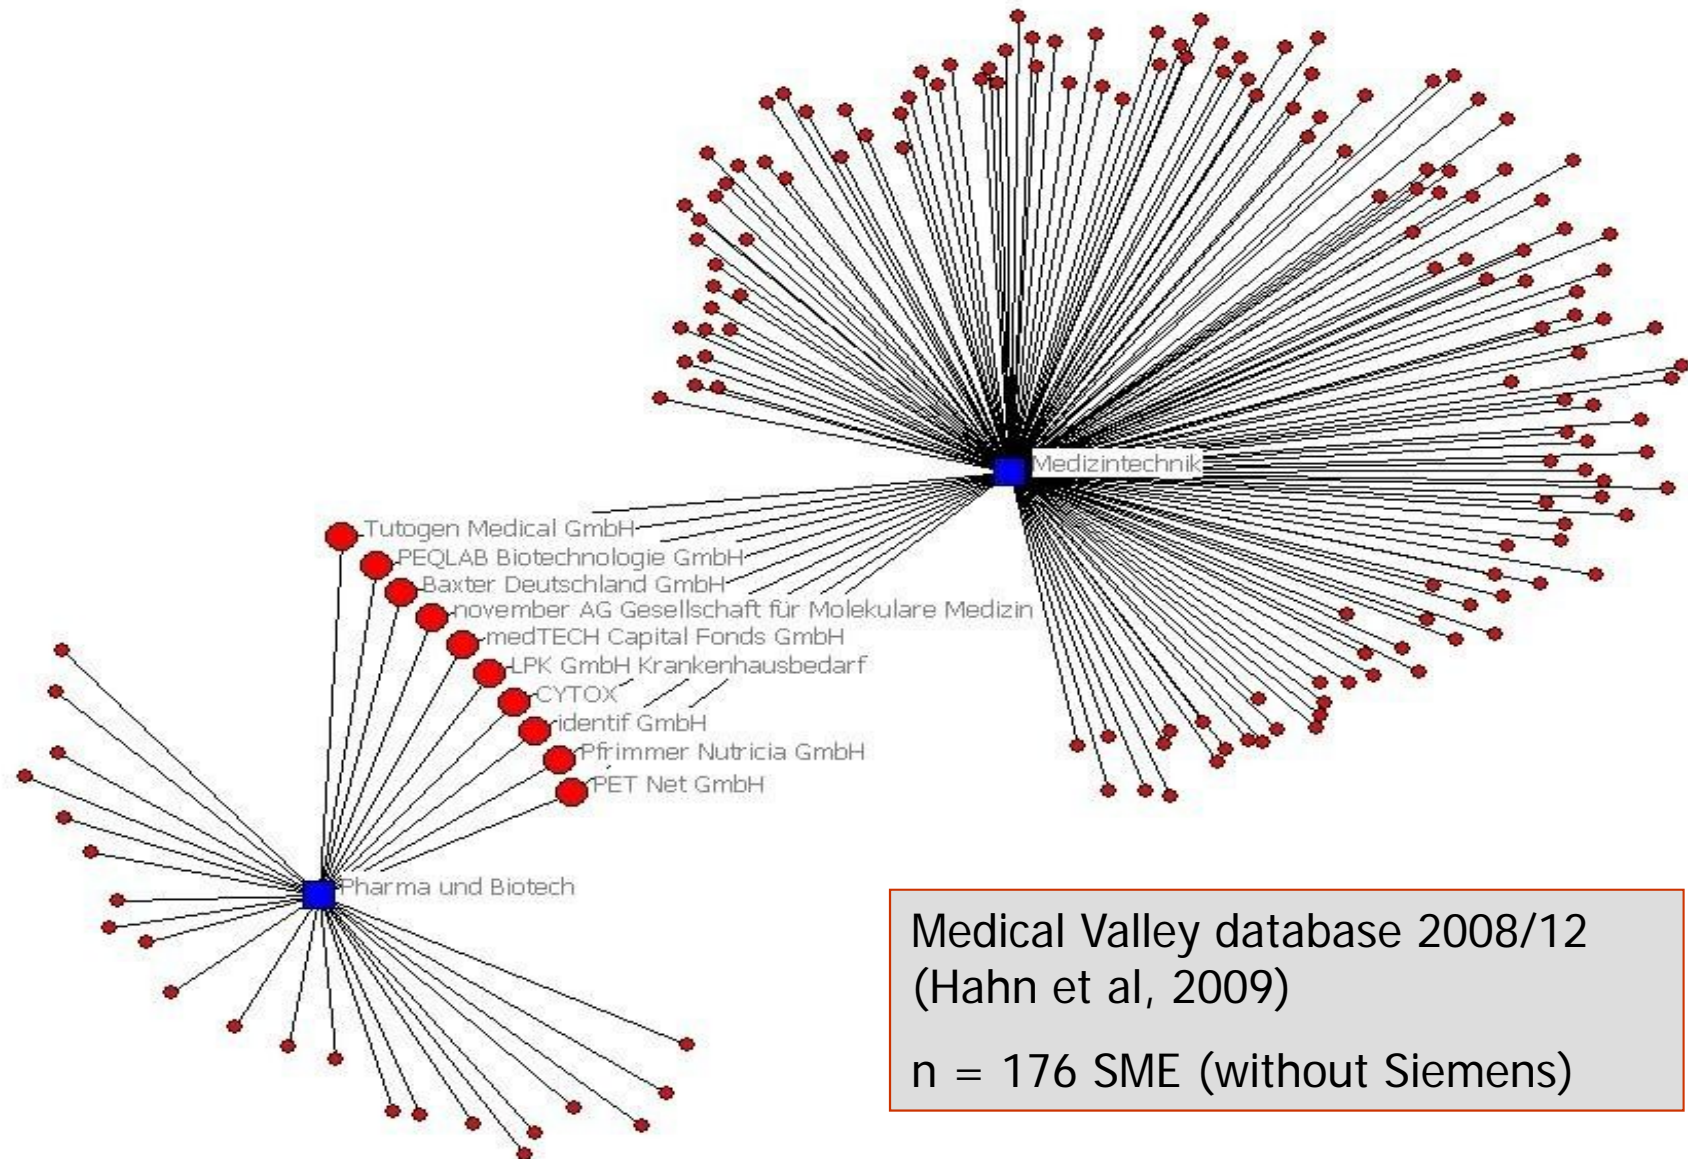 Medizintechnik
Tutogen Medical GmbH
PEQLAB Biotechnologie GmbH
Baxter Deutschland GmbH
november AG Gesellschaft für Molekulare Medizin
medTECH Capital Fonds GmbH
LPK GmbH Krankenhausbedarf
CYTOX
identif GmbH
Pfrimmer Nutricia GmbH
PET Net GmbH
Pharma und Biotech
Medical Valley database 2008/12
(Hahn et al, 2009)
n = 176 SME (without Siemens)